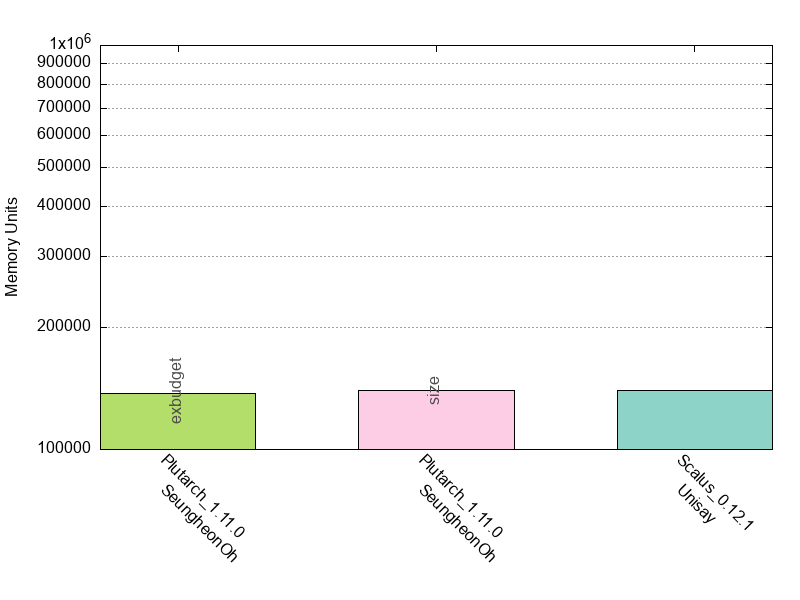 1x10^6
900000
800000
700000
600000
500000
400000
300000
200000
100000
Memory Units
exbudget
size
Plutarch_1.11.0
SeungheonOh
Plutarch_1.11.0
SeungheonOh
Scalus_0.12.1
Unisay